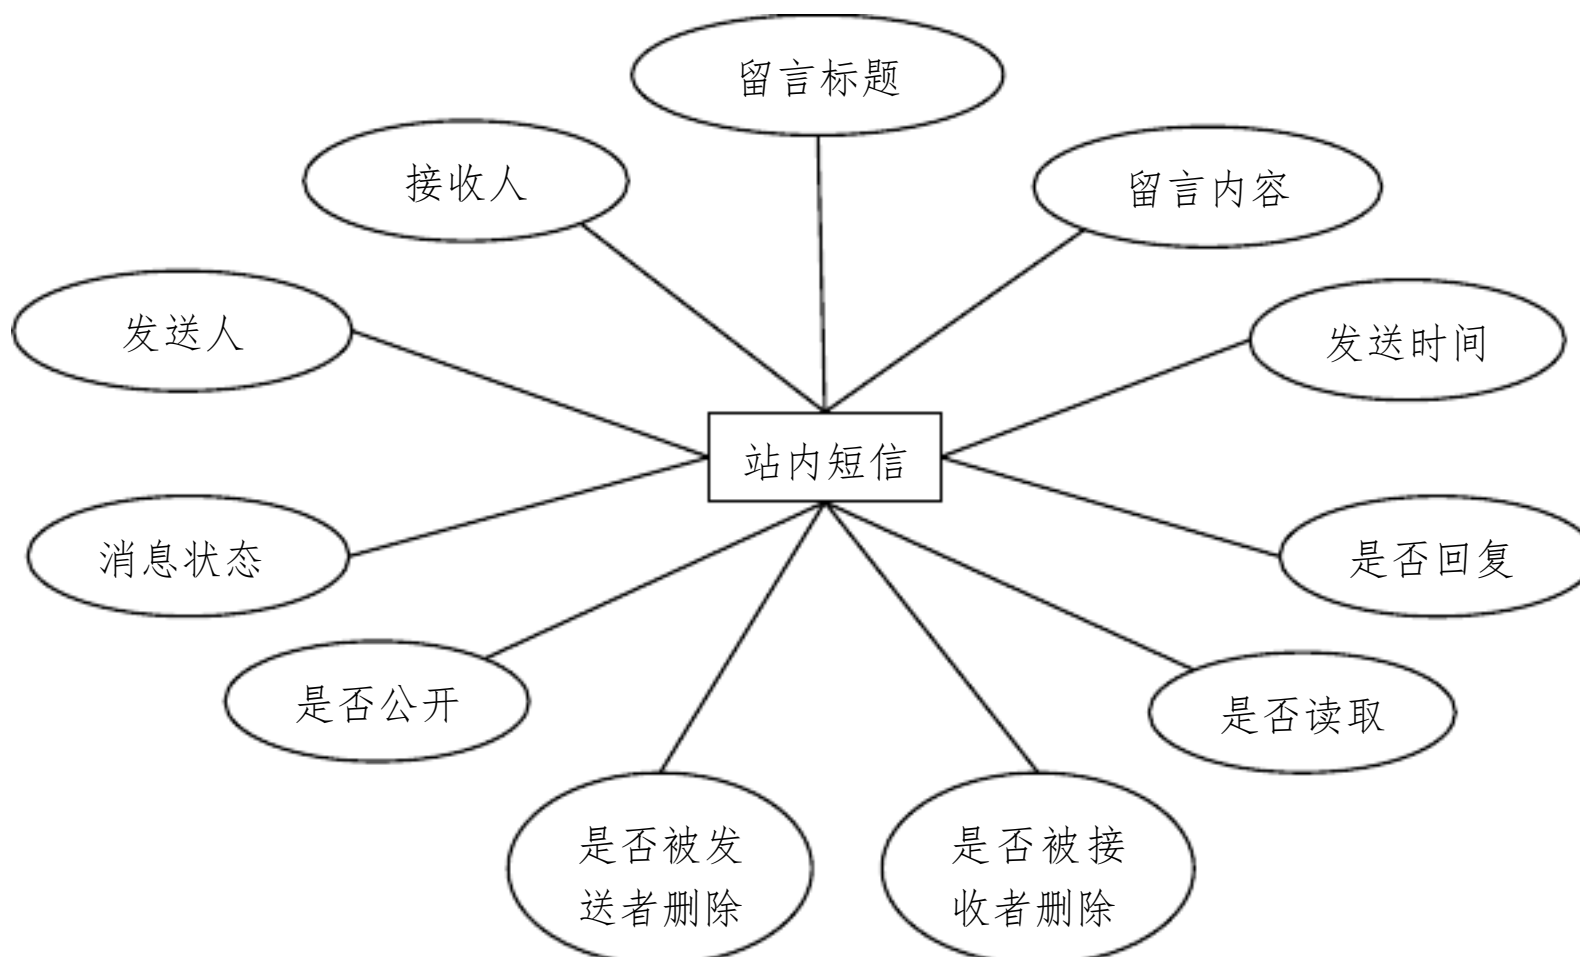 留言标题
接收人
留言内容
发送人
发送时间
站内短信
消息状态
是否回复
是否公开
是否读取
是否被发
送者删除
是否被接
收者删除